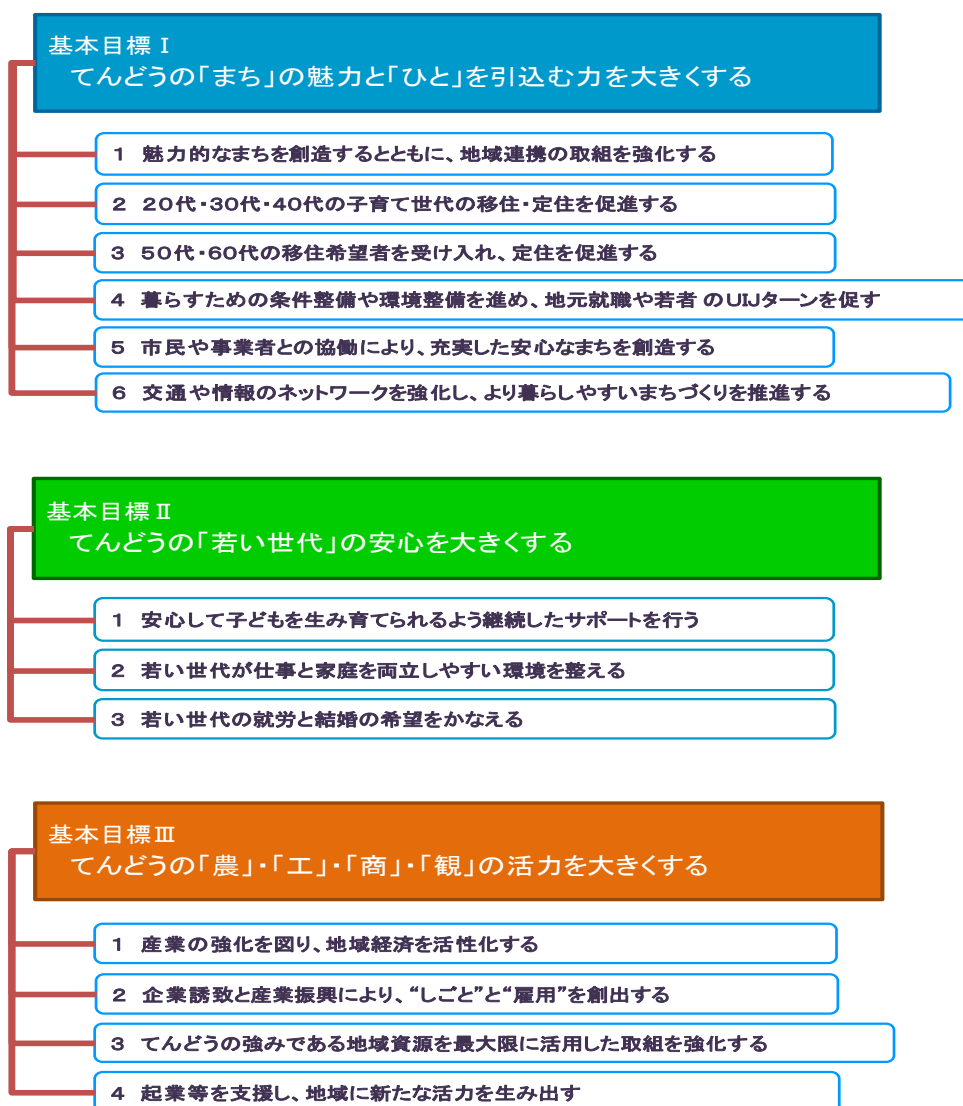 基本目標Ⅰ
てんどうの「まち」の魅力と「ひと」を引込む力を大きくする
1 魅力的なまちを創造するとともに、地域連携の取組を強化する
2 20代・30代・40代の子育て世代の移住・定住を促進する
3 50代・60代の移住希望者を受け入れ、定住を促進する
4 暮らすための条件整備や環境整備を進め、地元就職や若者 のUIJターンを促す
5 市民や事業者との協働により、充実した安心なまちを創造する
6 交通や情報のネットワークを強化し、より暮らしやすいまちづくりを推進する
基本目標Ⅱ
てんどうの「若い世代」の安心を大きくする
1 安心して子どもを生み育てられるよう継続したサポートを行う
2 若い世代が仕事と家庭を両立しやすい環境を整える
3 若い世代の就労と結婚の希望をかなえる
基本目標Ⅲ
てんどうの「農」・「工」・「商」・「観」の活力を大きくする
1 産業の強化を図り、地域経済を活性化する
2 企業誘致と産業振興により、“しごと”と“雇用”を創出する
3 てんどうの強みである地域資源を最大限に活用した取組を強化する
4 起業等を支援し、地域に新たな活力を生み出す